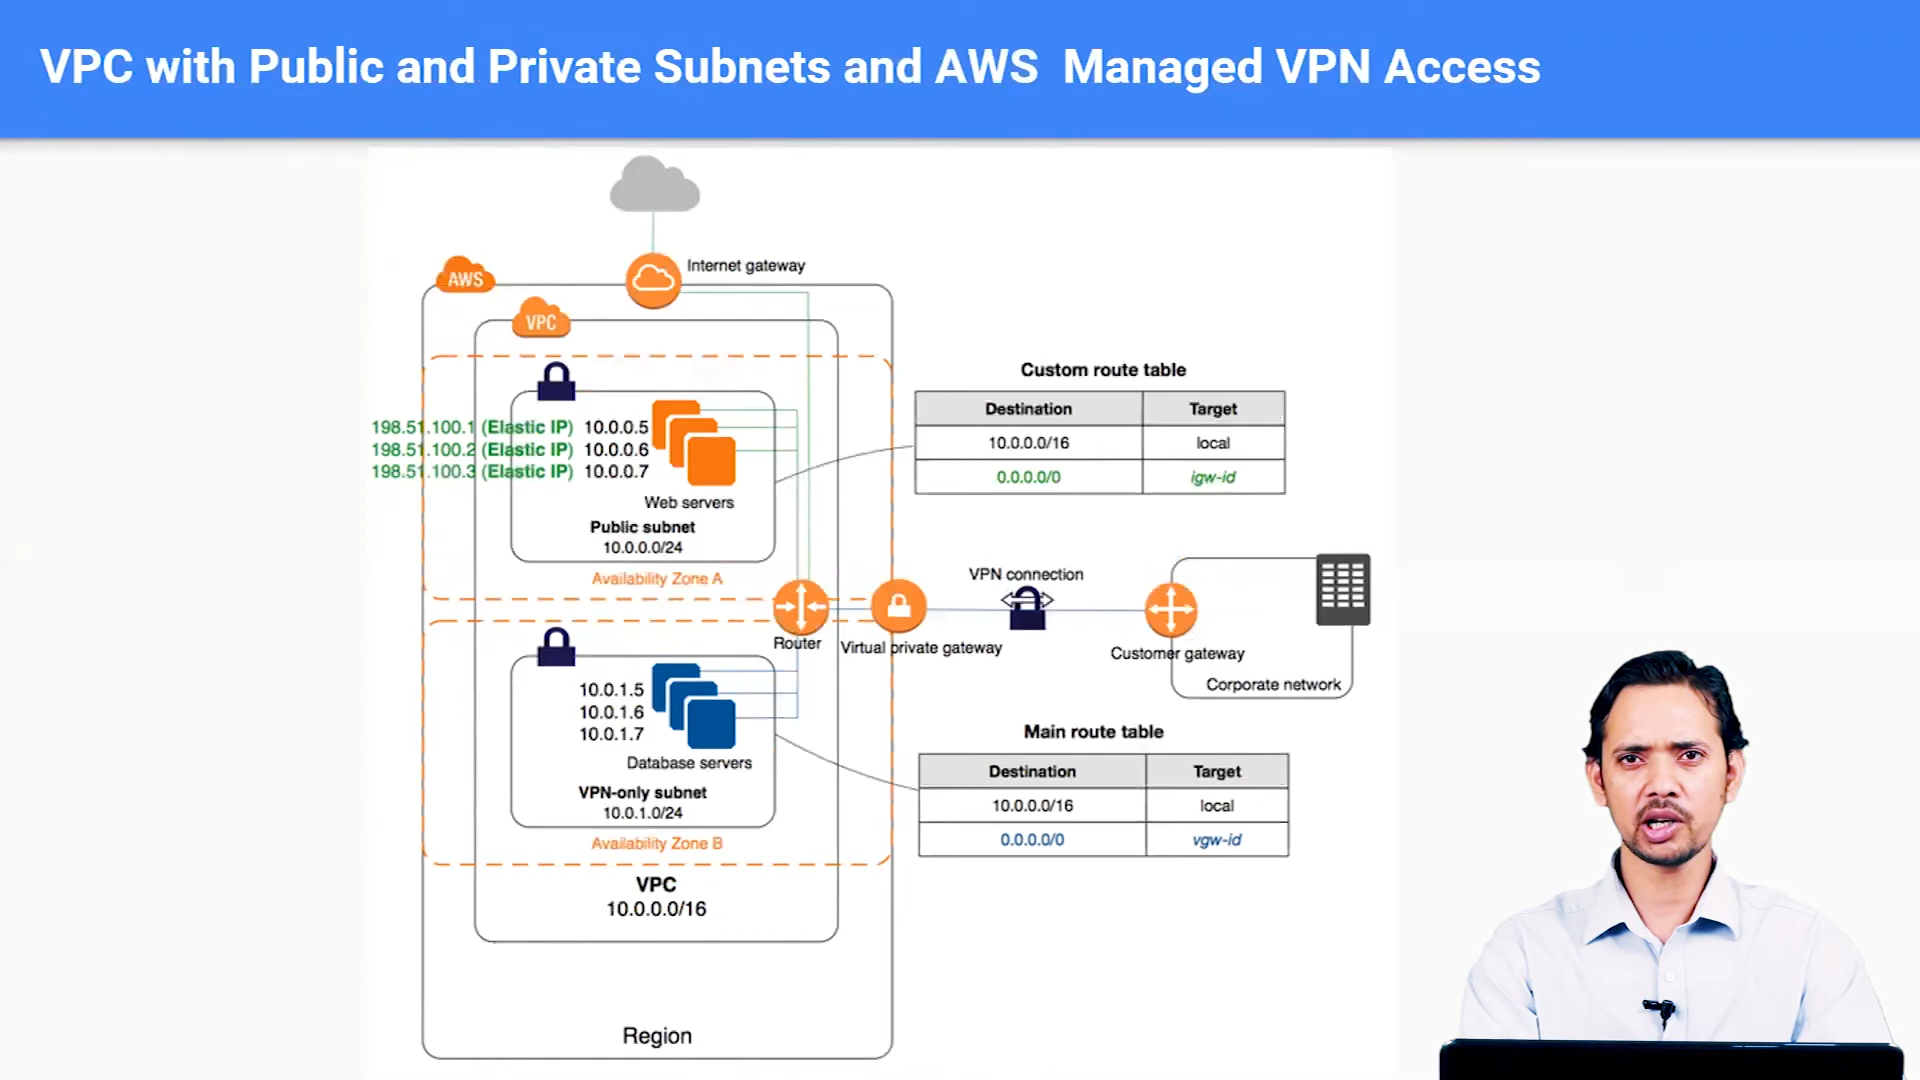 VPC with Public and Private Subnets and AWS Managed VPN Access
Internet gateway
AWS
VPC
198.51.100.1 (Elastic IP) 10.0.0.5
198.51.100.2 (Elastic IP) 10.0.0.6
198.51.100.3 (Elastic IP) 10.0.0.7
Web servers
Public subnet
10.0.0.0/24
Availability Zone A
Custom route table
Destination Target
10.0.0.0/16 local
0.0.0.0/0 igw-id
VPN connection
Router
Virtual private gateway
Customer gateway
Corporate network
10.0.1.5
10.0.1.6
10.0.1.7
Database servers
VPN-only subnet
10.0.1.0/24
Availability Zone B
Main route table
Destination Target
10.0.0.0/16 local
0.0.0.0/0 vgw-id
VPC
10.0.0.0/16
Region